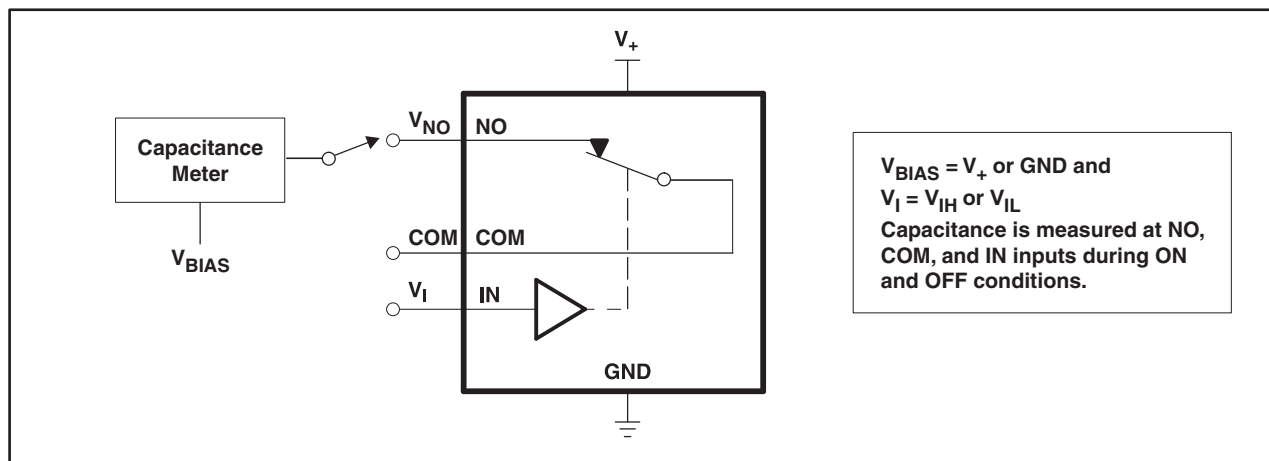 V+
Capacitance
Meter
VBIAS
VNO NO
COM COM
VI IN
GND
VBIAS = V+ or GND and
VI = VIH or VIL
Capacitance is measured at NO,
COM, and IN inputs during ON
and OFF conditions.